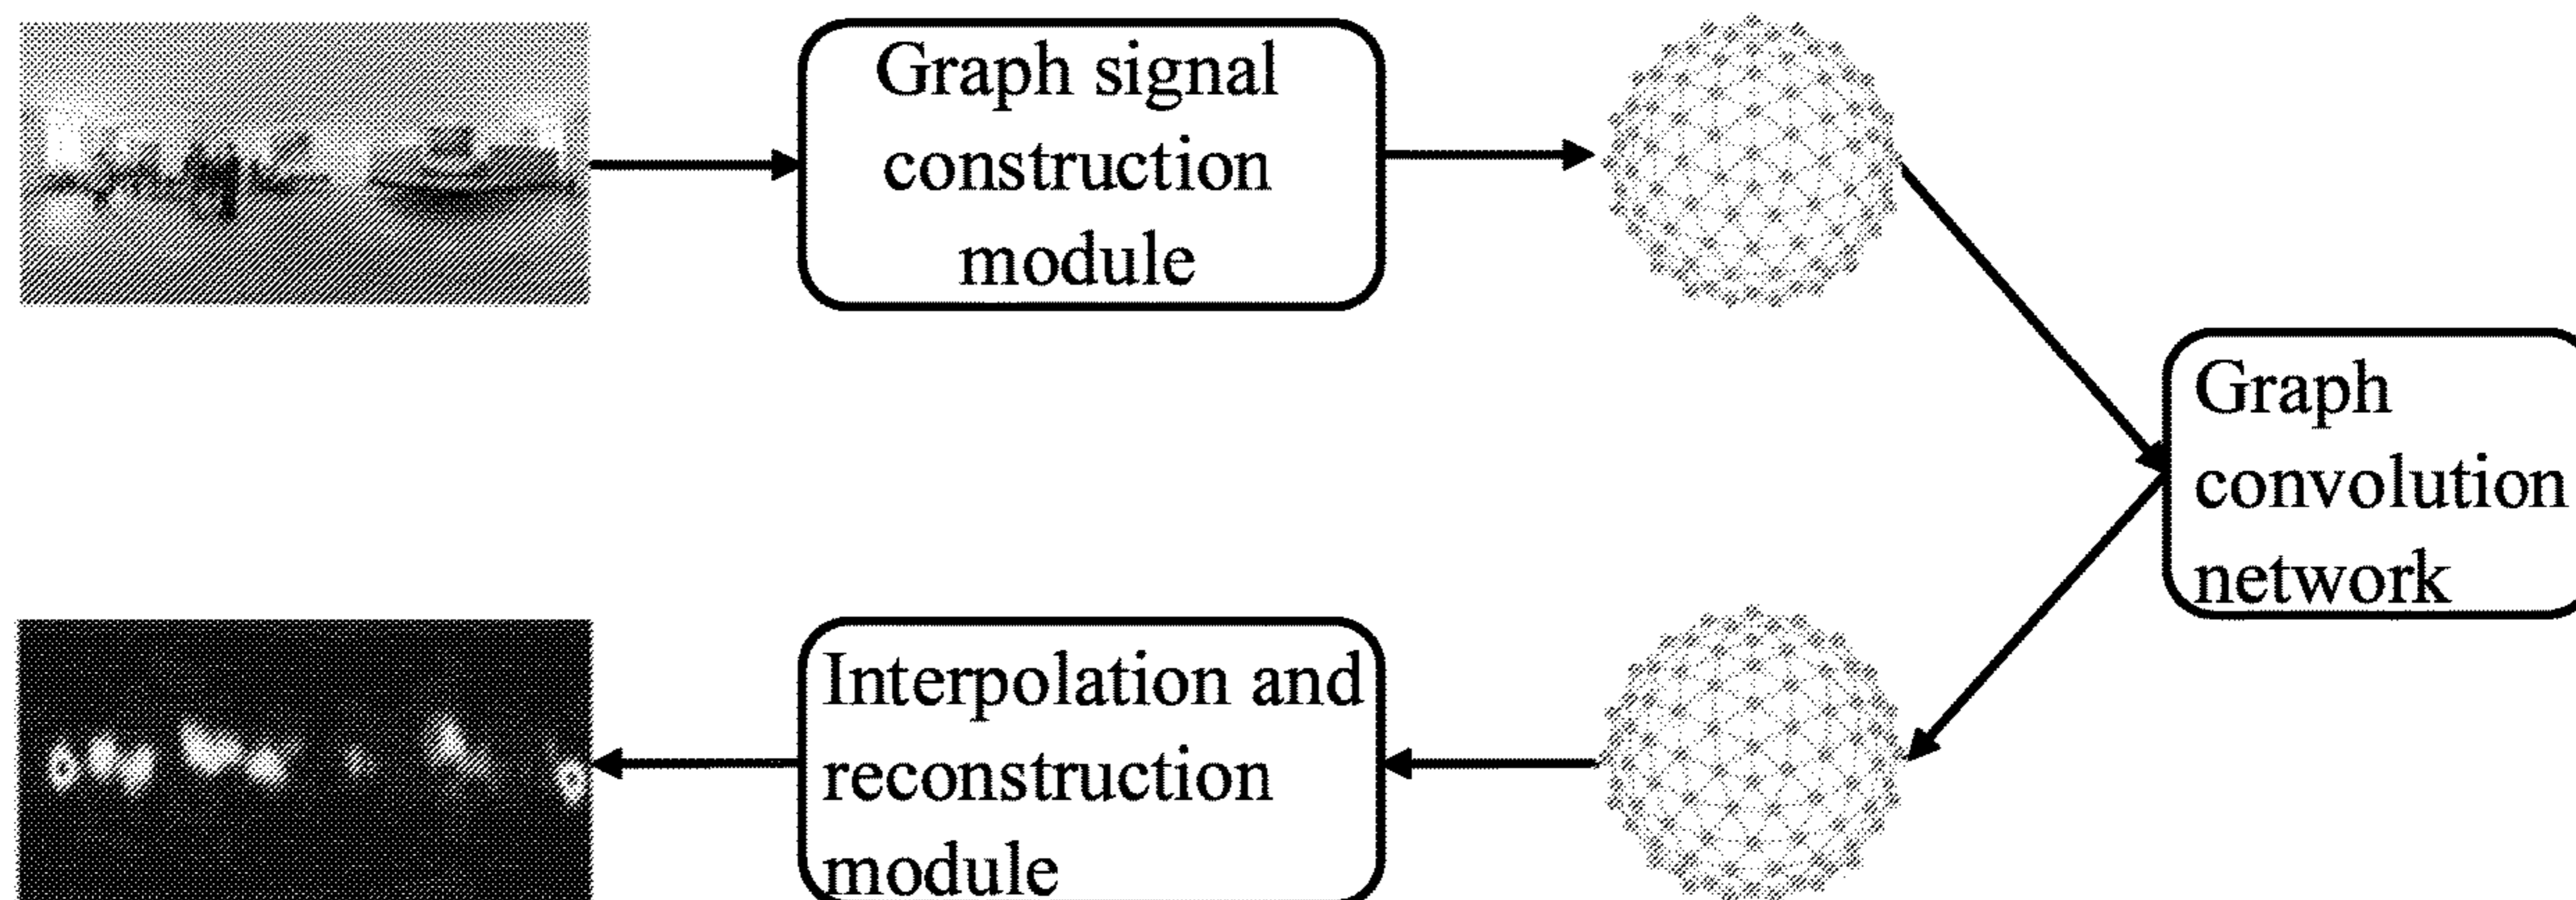 Graph signal
construction
module
Graph
convolution
network
Interpolation and
reconstruction
module